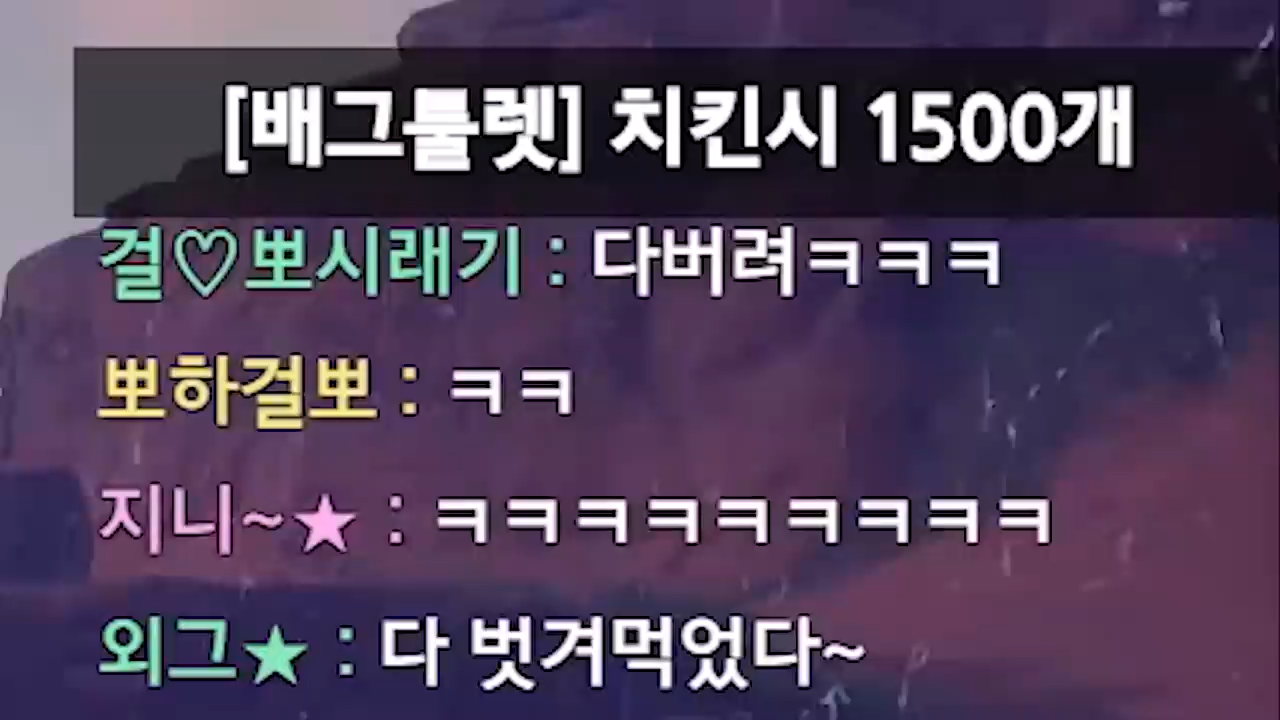 [배그룰렛] 치킨시 1500개
걸♡뽀시래기 : 다버려ㅋㅋㅋ
뽀하걸뽀 : ㅋㅋ
지니~★ : ㅋㅋㅋㅋㅋㅋㅋㅋㅋ
외그★ : 다 벗겨먹었다~